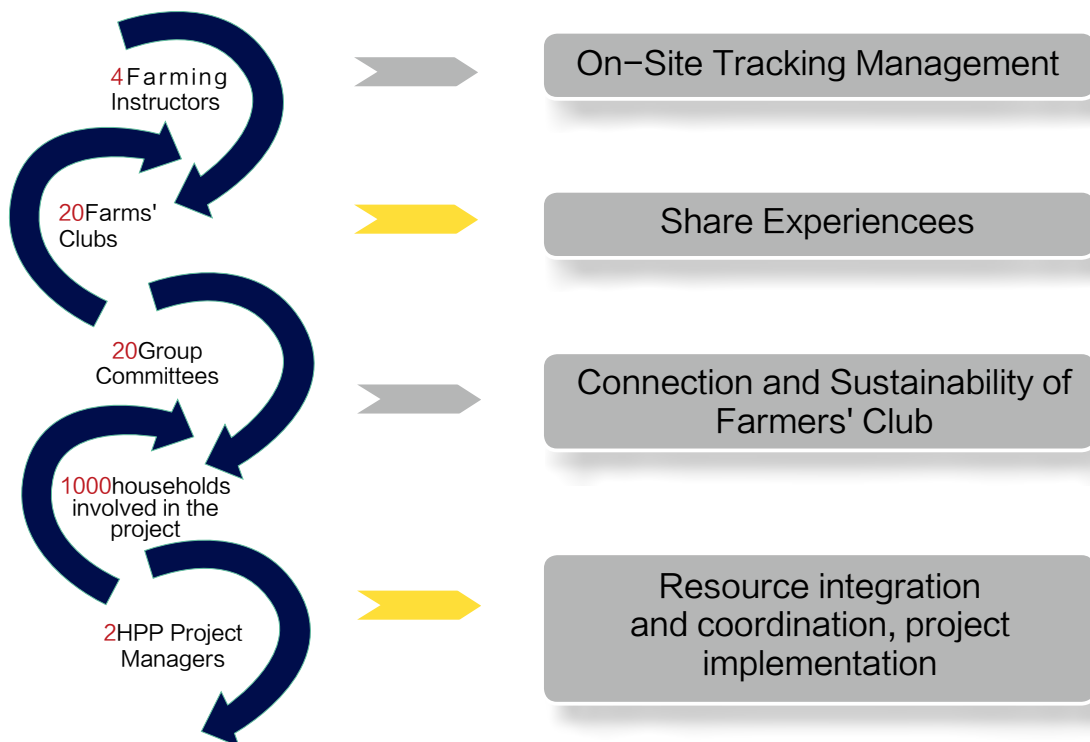 4Farming
Instructors
On-Site Tracking Management
20Farms'
Clubs
Share Experiencees
20Group
Committees
Connection and Sustainability of
Farmers' Club
1000households
involved in the
project
2HPP Project
Managers
Resource integration
and coordination, project
implementation